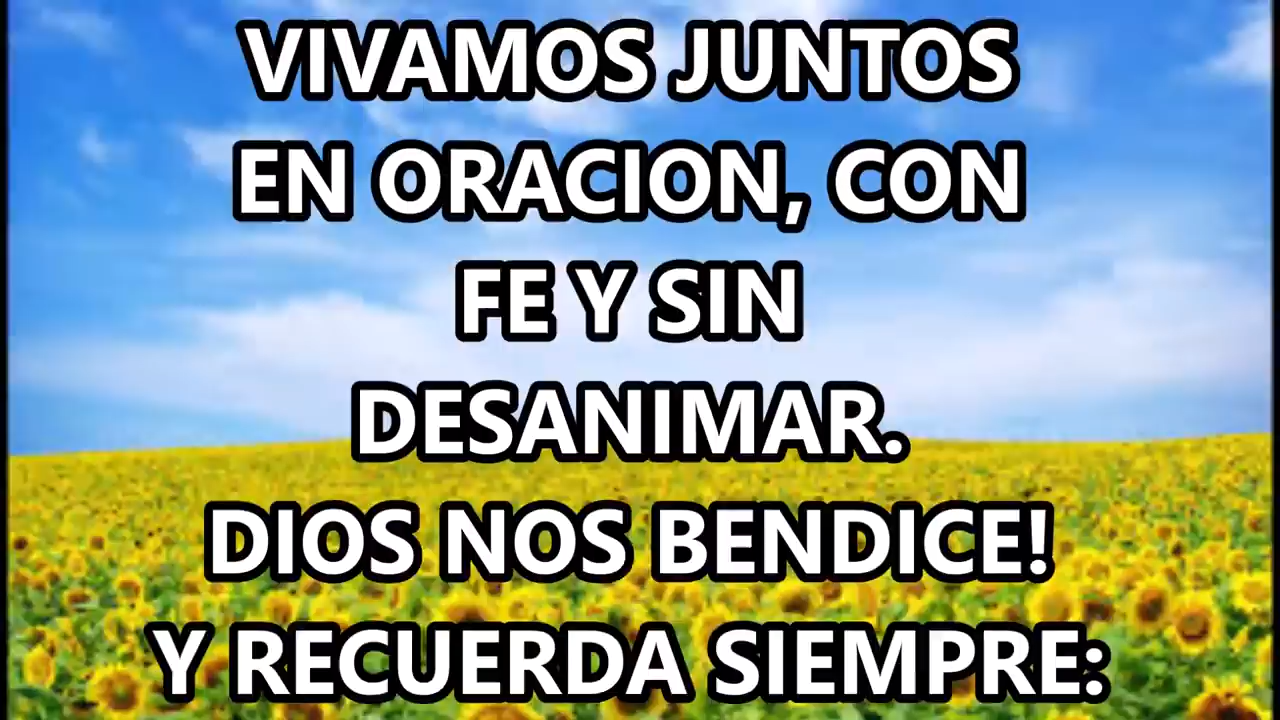 VIVAMOS JUNTOS
EN ORACION, CON
FE Y SIN
DESANIMAR.
DIOS NOS BENDICE!
Y RECUERDA SIEMPRE: